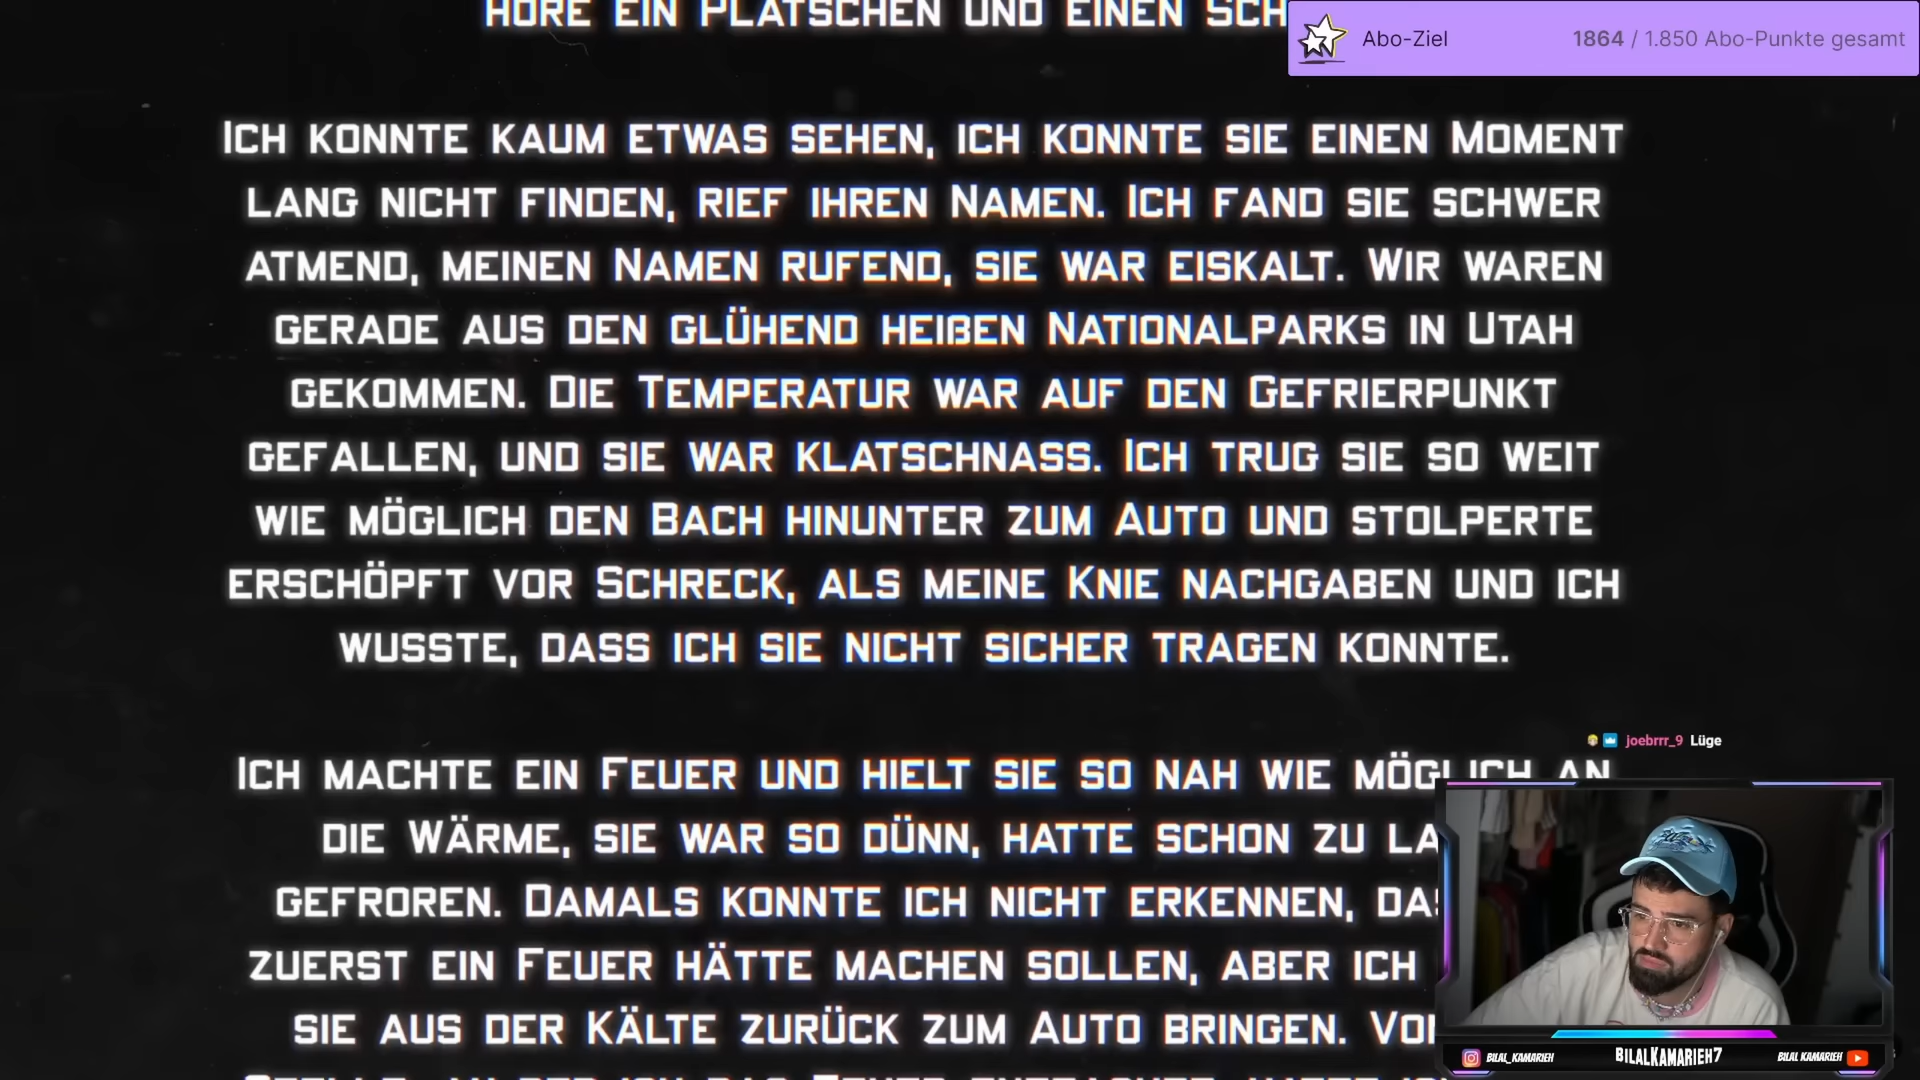 HÖRE EIN PLATSCHEN UND EINEN
Abo-Ziel 1864 / 1.850 Abo-Punkte gesamt
ICH KONNTE KAUM ETWAS SEHEN, ICH KONNTE SIE EINEN MOMENT
LANG NICHT FINDEN, RIEF IHREN NAMEN. ICH FAND SIE SCHWER
ATMEND, MEINEN NAMEN RUFEND, SIE WAR EISKALT. WIR WAREN
GERADE AUS DEN GLÜHEND HEIßEN NATIONALPARKS IN UTAH
GEKOMMEN. DIE TEMPERATUR WAR AUF DEN GEFRIERPUNKT
GEFALLEN, UND SIE WAR KLATSCHNASS. ICH TRUG SIE SO WEIT
WIE MÖGLICH DEN BACH HINUNTER ZUM AUTO UND STOLPERTE
ERSCHÖPFT VOR SCHRECK, ALS MEINE KNIE NACHGABEN UND ICH
WUSSTE, DASS ICH SIE NICHT SICHER TRAGEN KONNTE.
joebrrr_9 Lüge
ICH MACHTE EIN FEUER UND HIELT SIE SO NAH WIE MÖGLICH AN
DIE WÄRME, SIE WAR SO DÜNN, HATTE SCHON ZU
GEFROREN. DAMALS KONNTE ICH NICHT ERKENNEN,
ZUERST EIN FEUER HÄTTE MACHEN SOLLEN, ABER ICH
SIE AUS DER KÄLTE ZURÜCK ZUM AUTO BRINGEN.
BILAL_KAMARIEH BILALKAMARIEH7 BILAL KAMARIEH